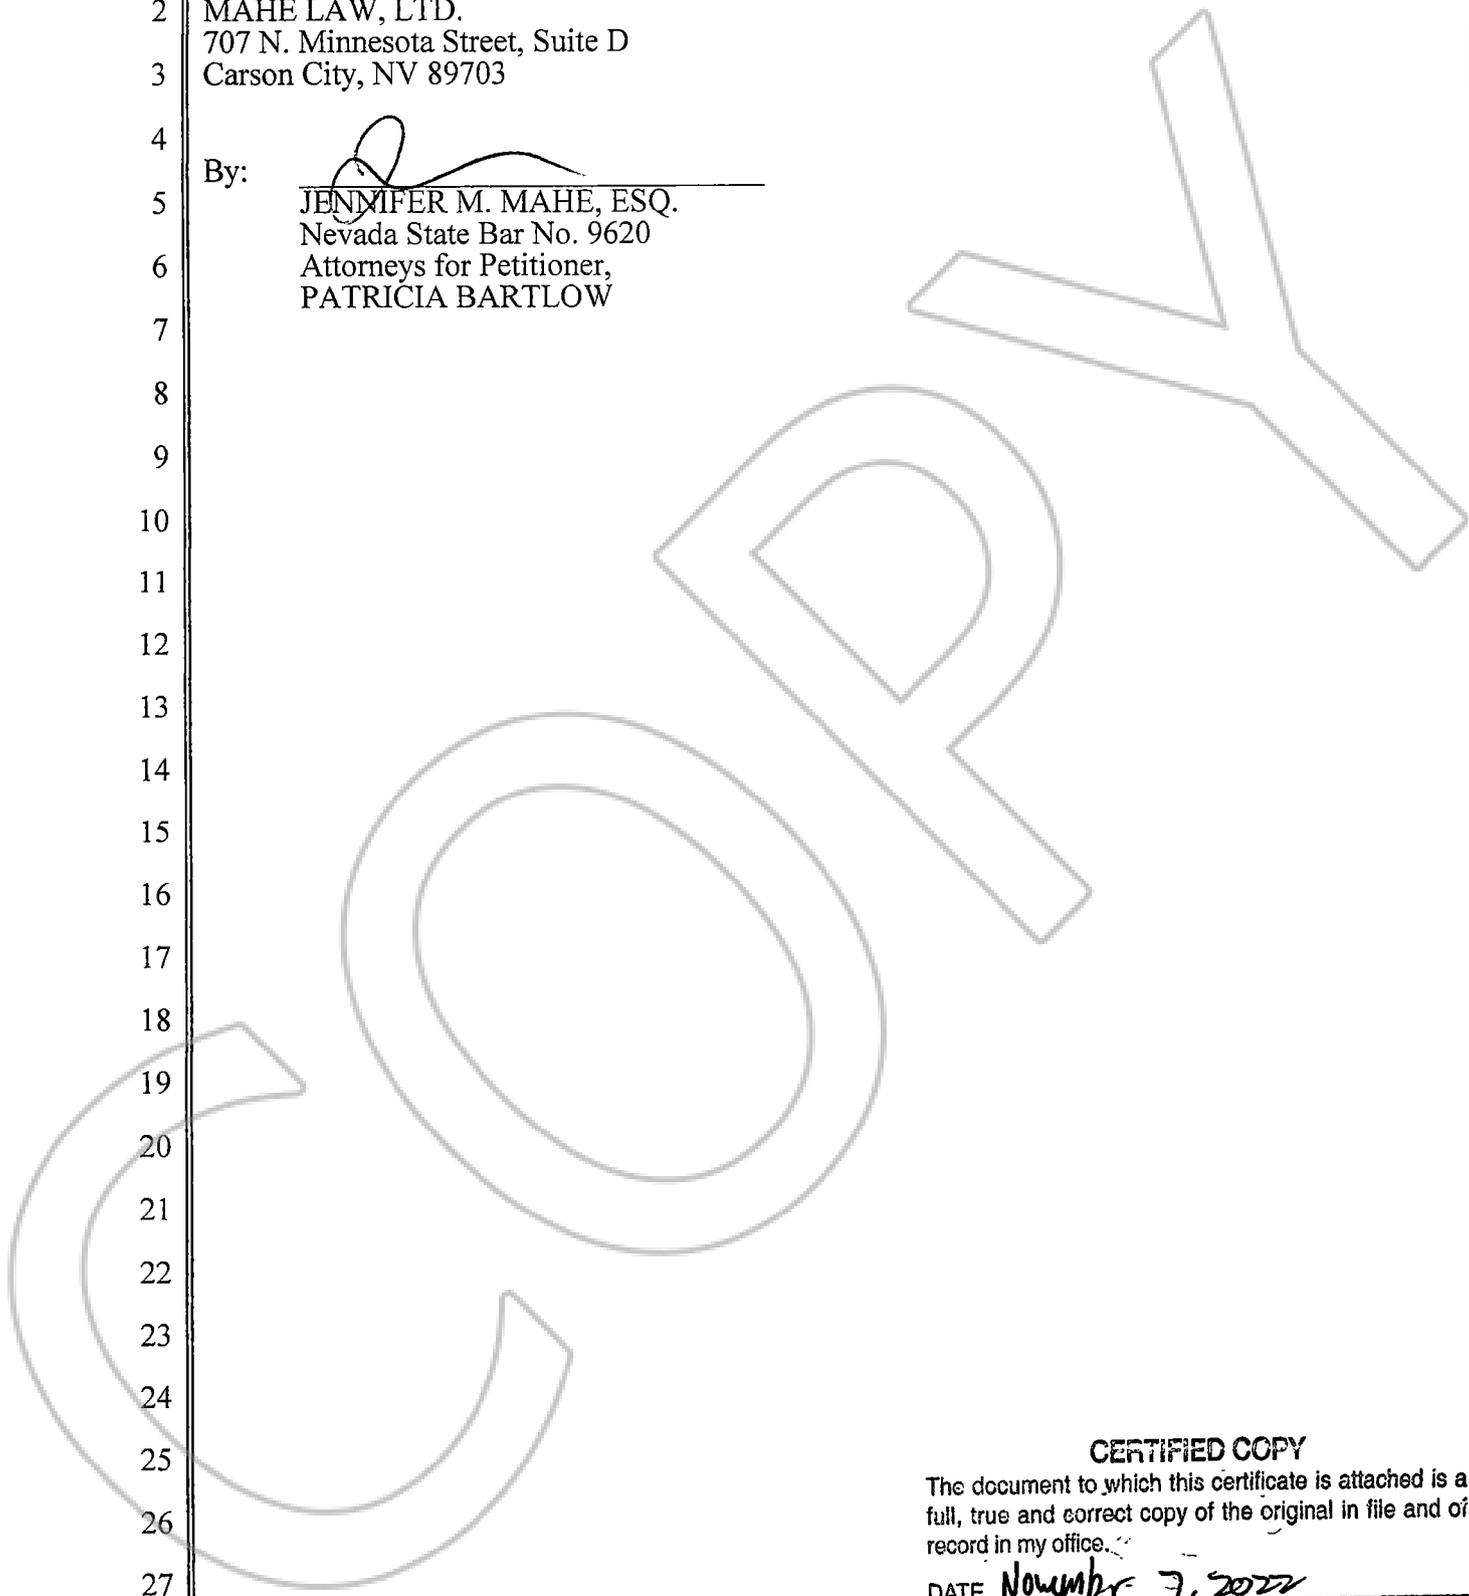 2 MAHE LAW, LTD.
707 N. Minnesota Street, Suite D
3 Carson City, NV 89703
4
By:
5 JENNIFER M. MAHE, ESQ.
Nevada State Bar No. 9620
6 Attorneys for Petitioner,
PATRICIA BARTLOW
7
8
9
10
11
12
13
14
15
16
17
18
19
20
21
22
23
24
25
26
27
COPY
CERTIFIED COPY
The document to which this certificate is attached is a
full, true and correct copy of the original in file and of
record in my office.
DATE November 7, 2022